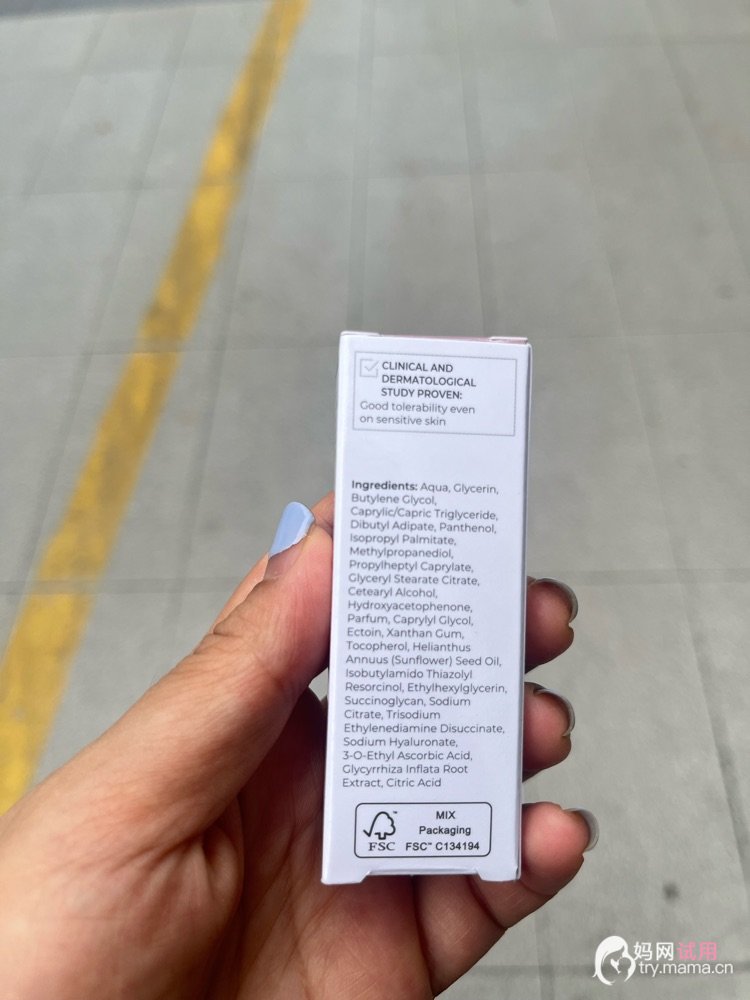 CLINICAL AND
DERMATOLOGICAL
STUDY PROVEN:
Good tolerability even
on sensitive skin
Ingredients: Aqua, Glycerin,
Butylene Glycol,
Caprylic/Capric Triglyceride,
Dibutyl Adipate, Panthenol,
Isopropyl Palmitate,
Methylpropanediol,
Propylheptyl Caprylate,
Glyceryl Stearate Citrate,
Cetearyl Alcohol,
Hydroxyacetophenone,
Parfum, Caprylyl Glycol,
Ectoin, Xanthan Gum,
Tocopherol, Helianthus
Annuus (Sunflower) Seed Oil,
Isobutylamido Thiazolyl
Resorcinol, Ethylhexylglycerin,
Succinoglycan, Sodium
Citrate, Trisodium
Ethylenediamine Disuccinate,
Sodium Hyaluronate,
3-O-Ethyl Ascorbic Acid,
Glycyrrhiza Inflata Root
Extract, Citric Acid
FSC
MIX
Packaging
FSC™ C134194
妈网试用
try.mama.cn